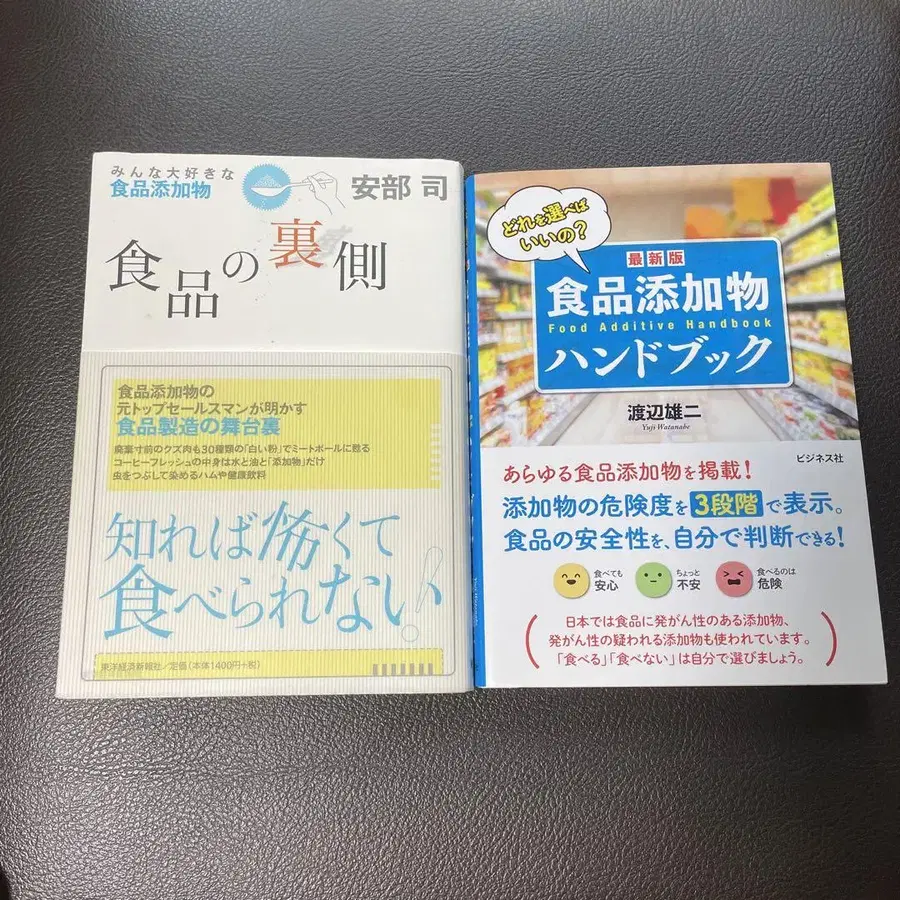 みんな大好きな
食品添加物
安部 司
食品の裏側
食品添加物の
元トップセールスマンが明かす
食品製造の舞台裏
廃棄寸前のクズ肉も30種類の「白い粉」でミートボールに甦る
コーヒーフレッシュの中身は水と油と「添加物」だけ
虫をつぶして染めるハムや健康飲料
知れば怖くて
食べられない!
東洋経済新報社/定価(本体1400円+税)
どれを選べば
いいの?
最新版
食品添加物
Food Additive Handbook
ハンドブック
渡辺雄二
Yuji Watanabe
ビジネス社
あらゆる食品添加物を掲載!
添加物の危険度を3段階で表示。
食品の安全性を、自分で判断できる!
食べても
安心
ちょっと
不安
食べるのは
危険
日本では食品に発がん性のある添加物、
発がん性の疑われる添加物も使われています。
「食べる」「食べない」は自分で選びましょう。